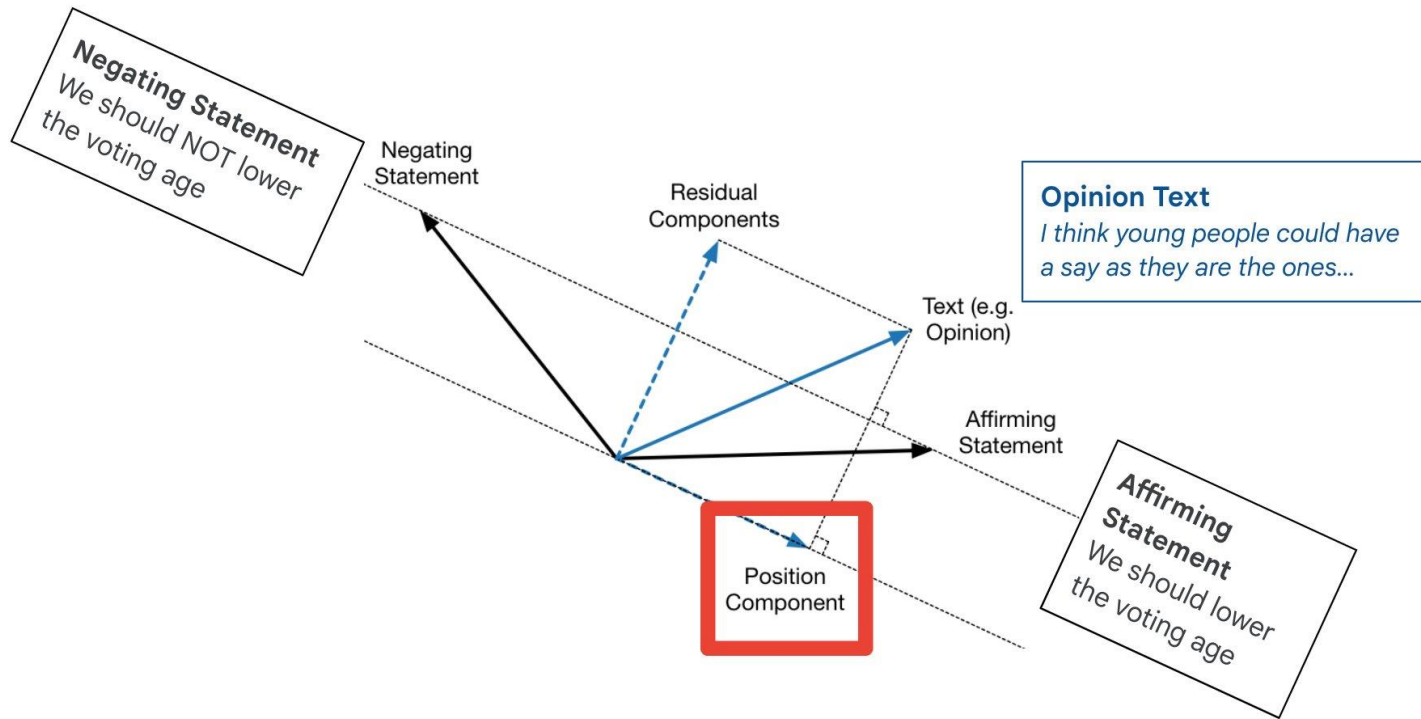 Negating Statement
We should NOT lower
the voting age
Negating
Statement
Residual
Components
Opinion Text
I think young people could have
a say as they are the ones...
Text (e.g.
Opinion)
Affirming
Statement
Affirming
Statement
We should lower
the voting age
Position
Component